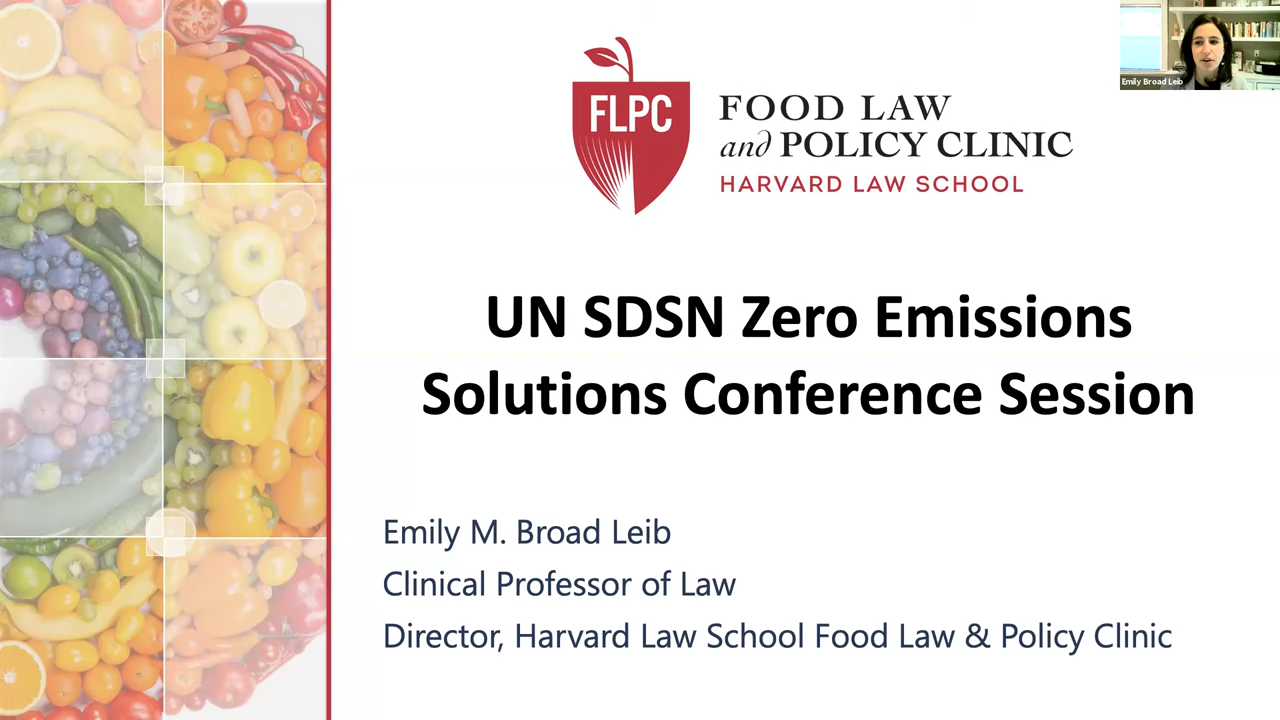 Emily Broad Leib
FLPC
FOOD LAW
and POLICY CLINIC
HARVARD LAW SCHOOL
UN SDSN Zero Emissions
Solutions Conference Session
Emily M. Broad Leib
Clinical Professor of Law
Director, Harvard Law School Food Law & Policy Clinic